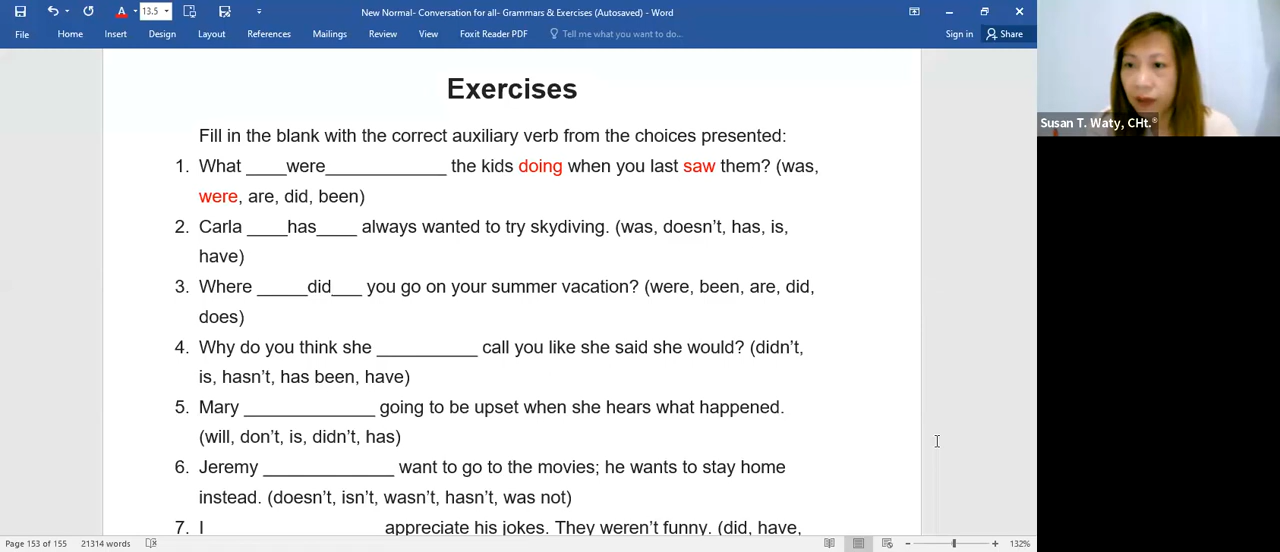 13.5
New Normal- Conversation for all- Grammars & Exercises (Autosaved) - Word
File Home Insert Design Layout References Mailings Review View Foxit Reader PDF Tell me what you want to do... Sign in Share
Susan T. Waty, CHt.®
Exercises
Fill in the blank with the correct auxiliary verb from the choices presented:
1. What ____were____________ the kids doing when you last saw them? (was,
were, are, did, been)
2. Carla ____has____ always wanted to try skydiving. (was, doesn’t, has, is,
have)
3. Where _____did___ you go on your summer vacation? (were, been, are, did,
does)
4. Why do you think she __________ call you like she said she would? (didn’t,
is, hasn’t, has been, have)
5. Mary _____________ going to be upset when she hears what happened.
(will, don’t, is, didn’t, has)
6. Jeremy _____________ want to go to the movies; he wants to stay home
instead. (doesn’t, isn’t, wasn’t, hasn’t, was not)
7. I appreciate his jokes. They weren’t funny. (did, have,
Page 153 of 155 21314 words 132%